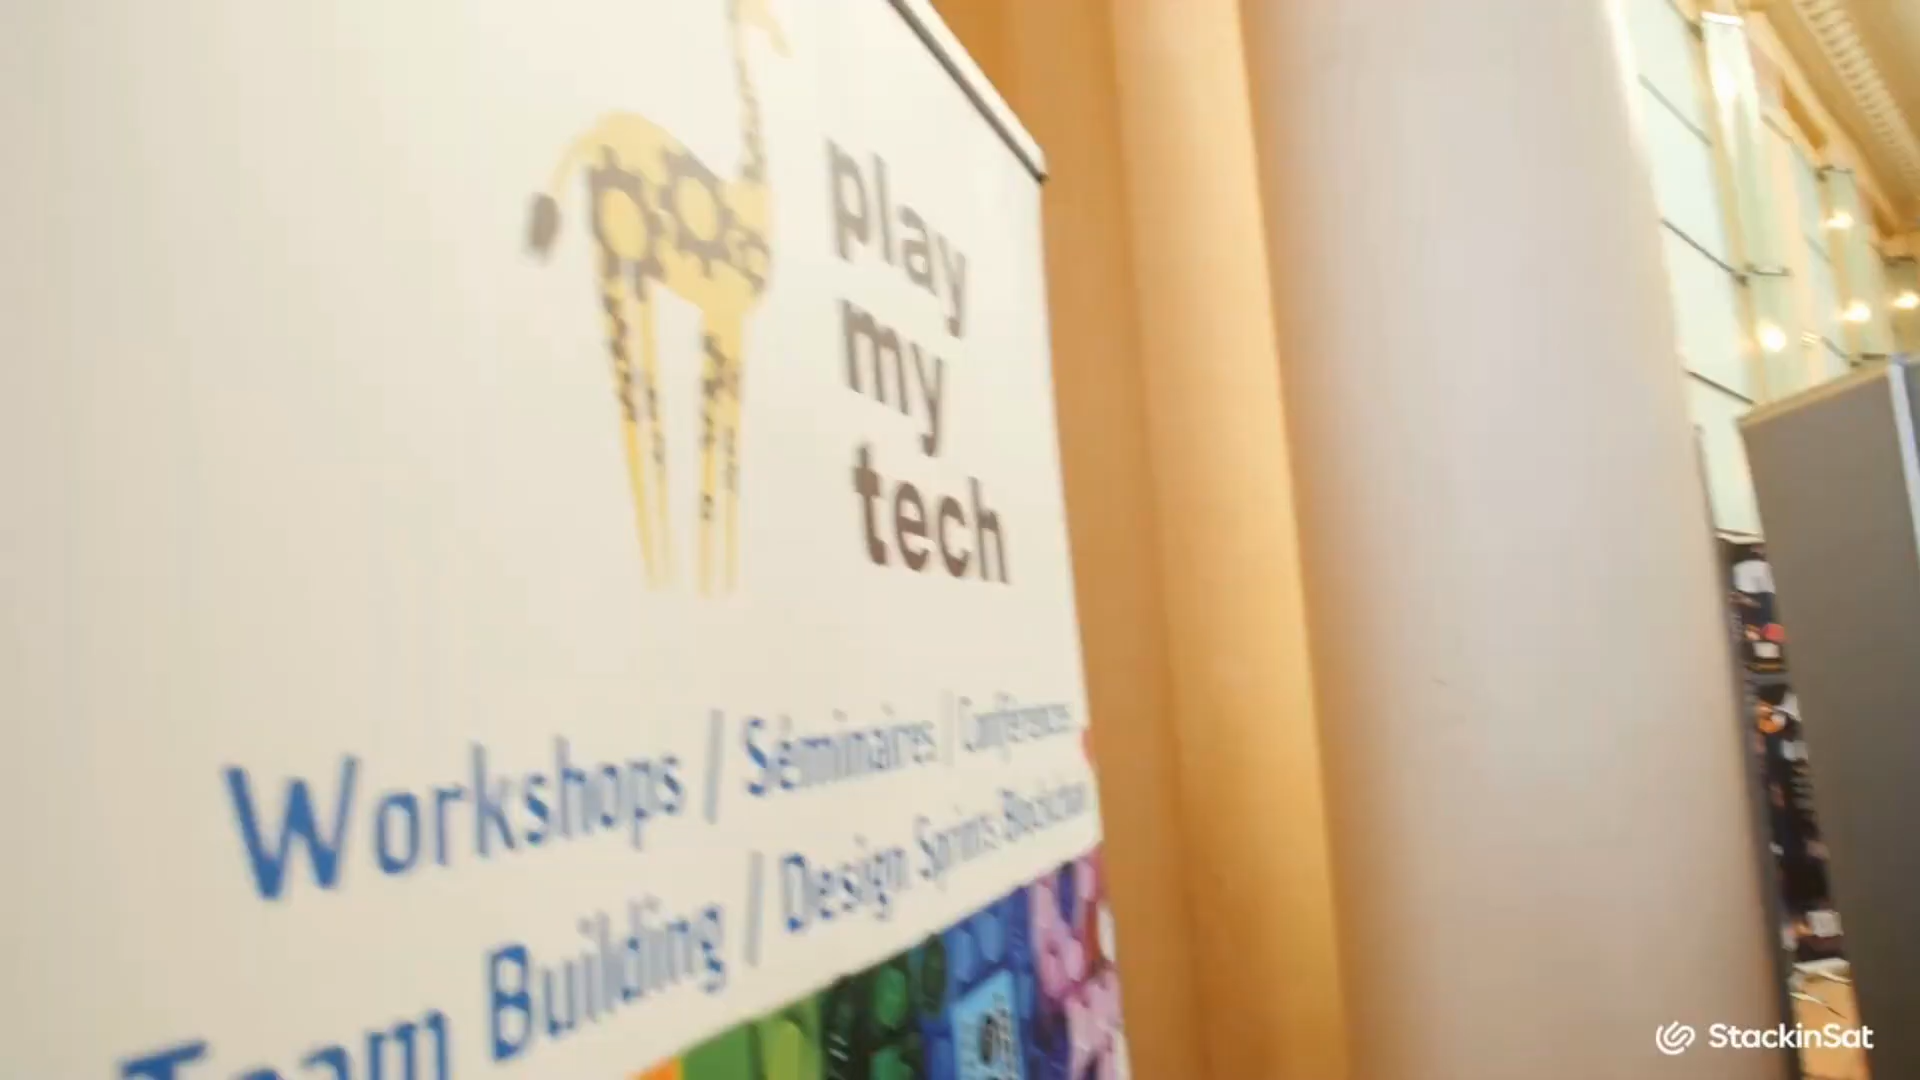 play
my
tech
Workshops / Séminaires / Conférences
Team Building / Design Sprints Blockchain
StackinSat